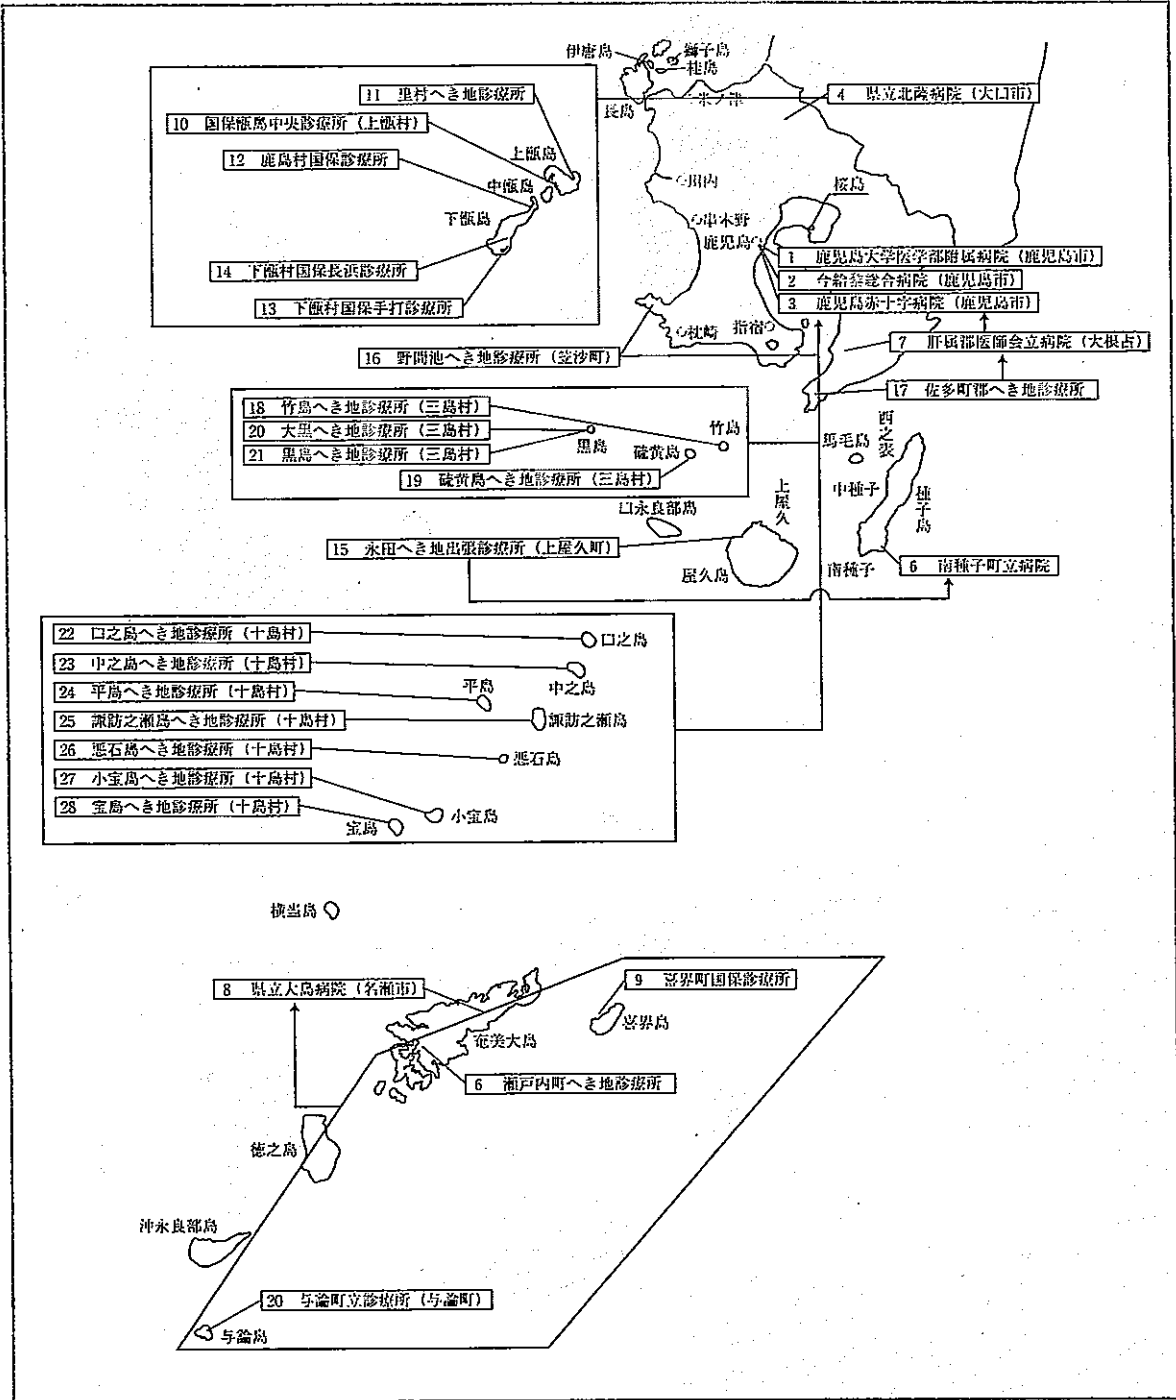 伊唐島
獅子島
桂島
長島
米ノ津
4 県立北薩病院（大口市）
11 里村へき地診療所
10 国保甑島中央診療所（上甑村）
12 鹿島村国保診療所
上甑島
中甑島
下甑島
14 下甑村国保長浜診療所
13 下甑村国保手打診療所
川内
串木野
鹿児島
桜島
1 鹿児島大学医学部附属病院（鹿児島市）
2 今給黎総合病院（鹿児島市）
3 鹿児島赤十字病院（鹿児島市）
枕崎
指宿
7 肝属郡医師会立病院（大根占）
16 野間池へき地診療所（笠沙町）
17 佐多町郡へき地診療所
18 竹島へき地診療所（三島村）
20 大黒へき地診療所（三島村）
21 黒島へき地診療所（三島村）
19 硫黄島へき地診療所（三島村）
黒島
硫黄島
竹島
馬毛島
西之表
中種子
種子島
南種子
6 南種子町立病院
口永良部島
上屋久
屋久島
15 永田へき地出張診療所（上屋久町）
22 口之島へき地診療所（十島村）
口之島
23 中之島へき地診療所（十島村）
中之島
24 平島へき地診療所（十島村）
平島
25 諏訪之瀬島へき地診療所（十島村）
諏訪之瀬島
26 悪石島へき地診療所（十島村）
悪石島
27 小宝島へき地診療所（十島村）
小宝島
28 宝島へき地診療所（十島村）
宝島
横当島
8 県立大島病院（名瀬市）
9 喜界町国保診療所
喜界島
奄美大島
6 瀬戸内町へき地診療所
徳之島
沖永良部島
20 与論町立診療所（与論町）
与論島